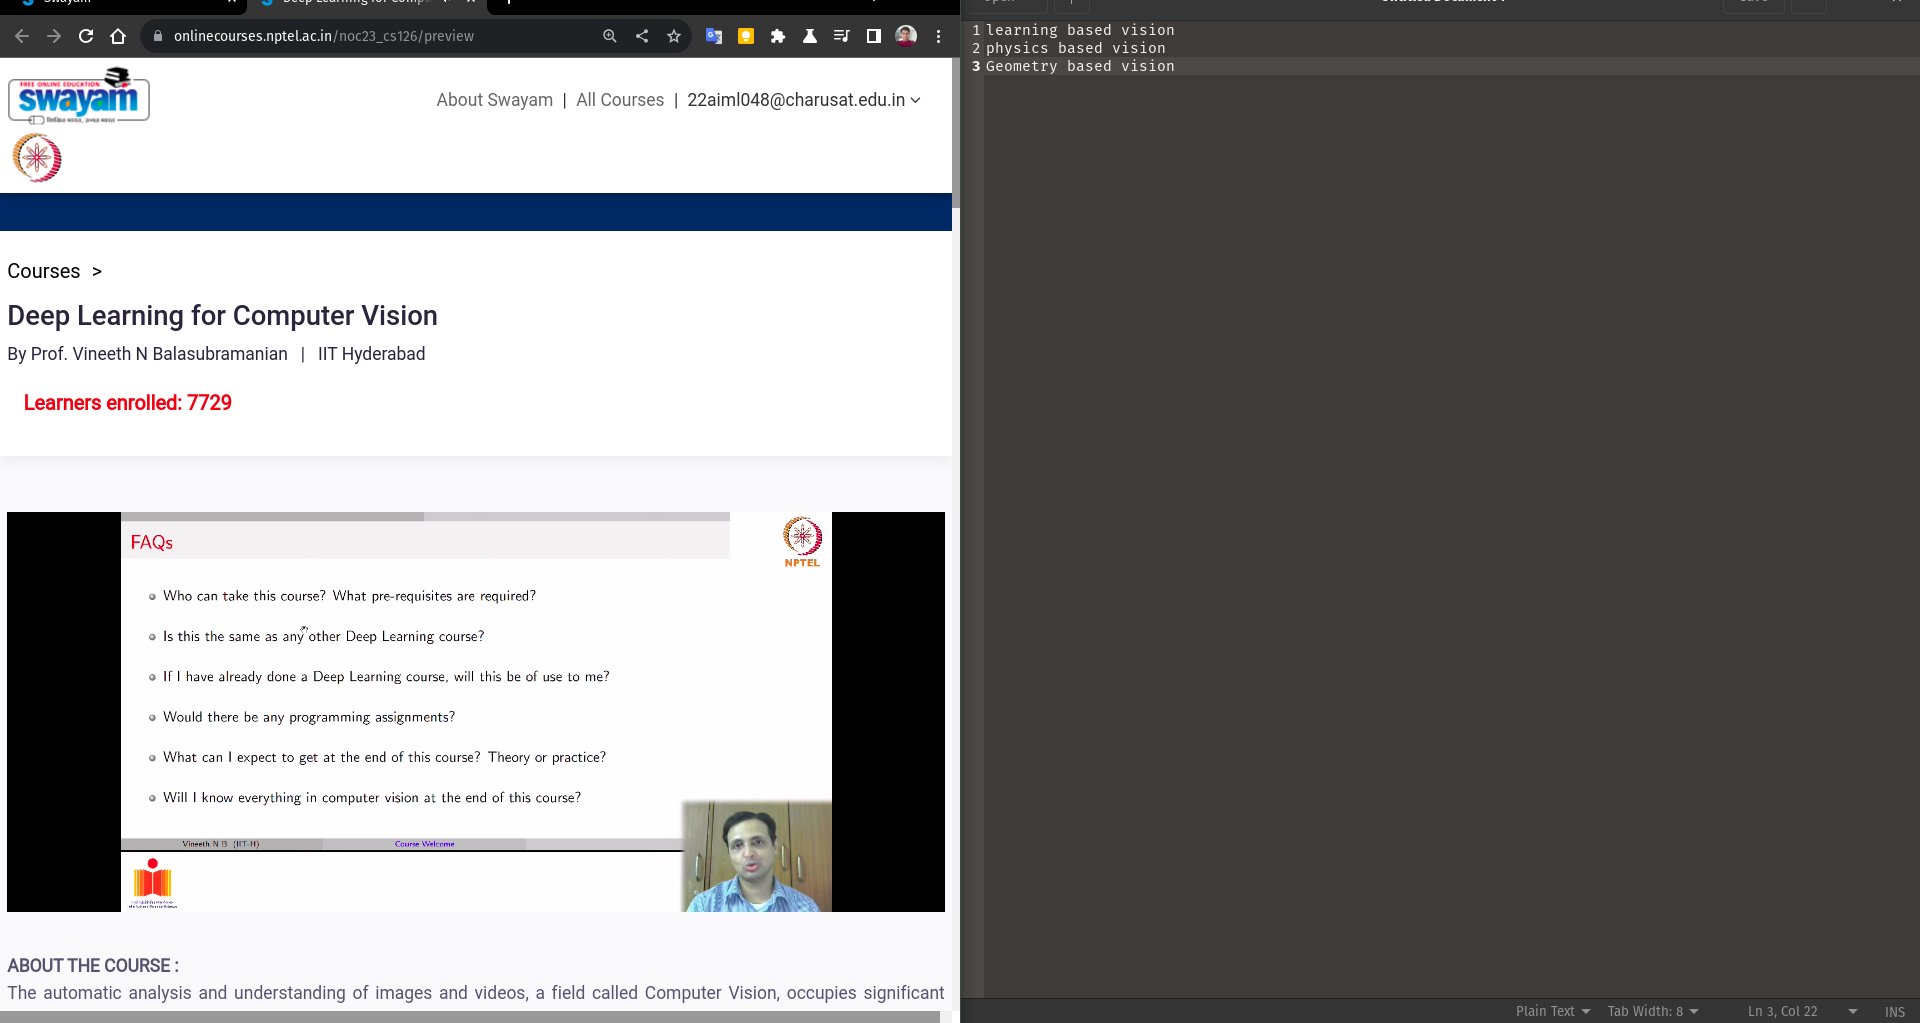 onlinecourses.nptel.ac.in/noc23_cs126/preview
FREE ONLINE EDUCATION
swayam
About Swayam | All Courses | 22aiml048@charusat.edu.in
Courses >
Deep Learning for Computer Vision
By Prof. Vineeth N Balasubramanian | IIT Hyderabad
Learners enrolled: 7729
FAQs
NPTEL
Who can take this course? What pre-requisites are required?
Is this the same as any other Deep Learning course?
If I have already done a Deep Learning course, will this be of use to me?
Would there be any programming assignments?
What can I expect to get at the end of this course? Theory or practice?
Will I know everything in computer vision at the end of this course?
Vineeth N B (IIT-H)
Course Welcome
ABOUT THE COURSE :
The automatic analysis and understanding of images and videos, a field called Computer Vision, occupies significant
1 learning based vision
2 physics based vision
3 Geometry based vision
Plain Text
Tab Width: 8
Ln 3, Col 22
INS